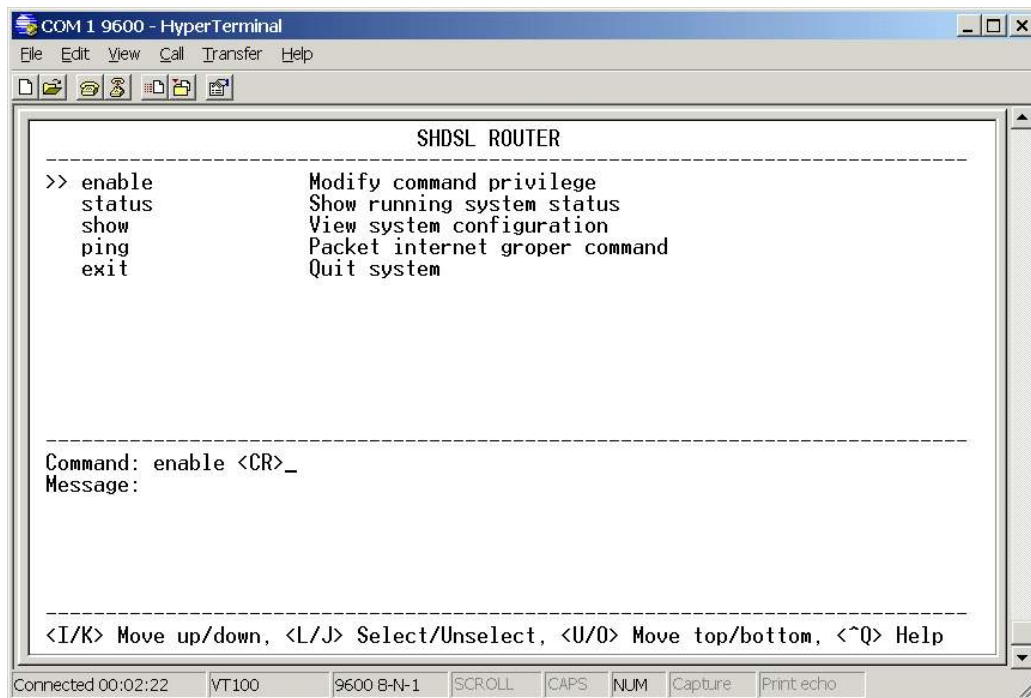 COM 1 9600 - HyperTerminal
File Edit View Call Transfer Help
SHDSL ROUTER
--------------------------------------------------------------------------------
>> enable Modify command privilege
status Show running system status
show View system configuration
ping Packet internet groper command
exit Quit system
--------------------------------------------------------------------------------
Command: enable <CR>_
Message:
--------------------------------------------------------------------------------
<I/K> Move up/down, <L/J> Select/Unselect, <U/O> Move top/bottom, <^Q> Help
Connected 00:02:22 VT100 9600 8-N-1 SCROLL CAPS NUM Capture Print echo